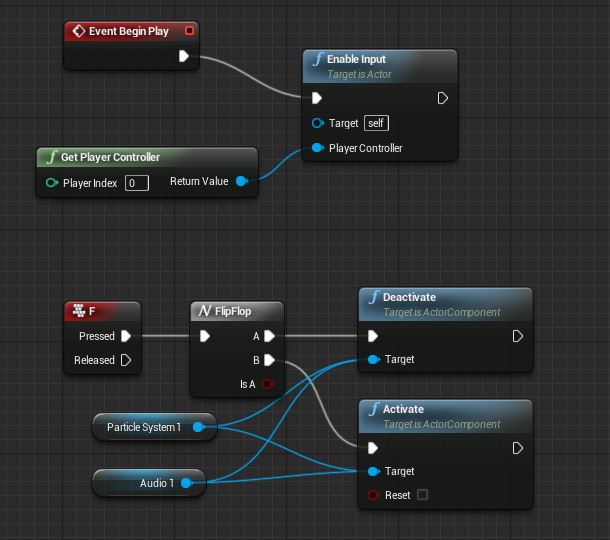 Event Begin Play
f Enable Input
Target is Actor
Target self
Player Controller
f Get Player Controller
Player Index 0 Return Value
F
Pressed
Released
FlipFlop
A
B
Is A
f Deactivate
Target is ActorComponent
Target
Particle System 1
Audio 1
f Activate
Target is ActorComponent
Target
Reset